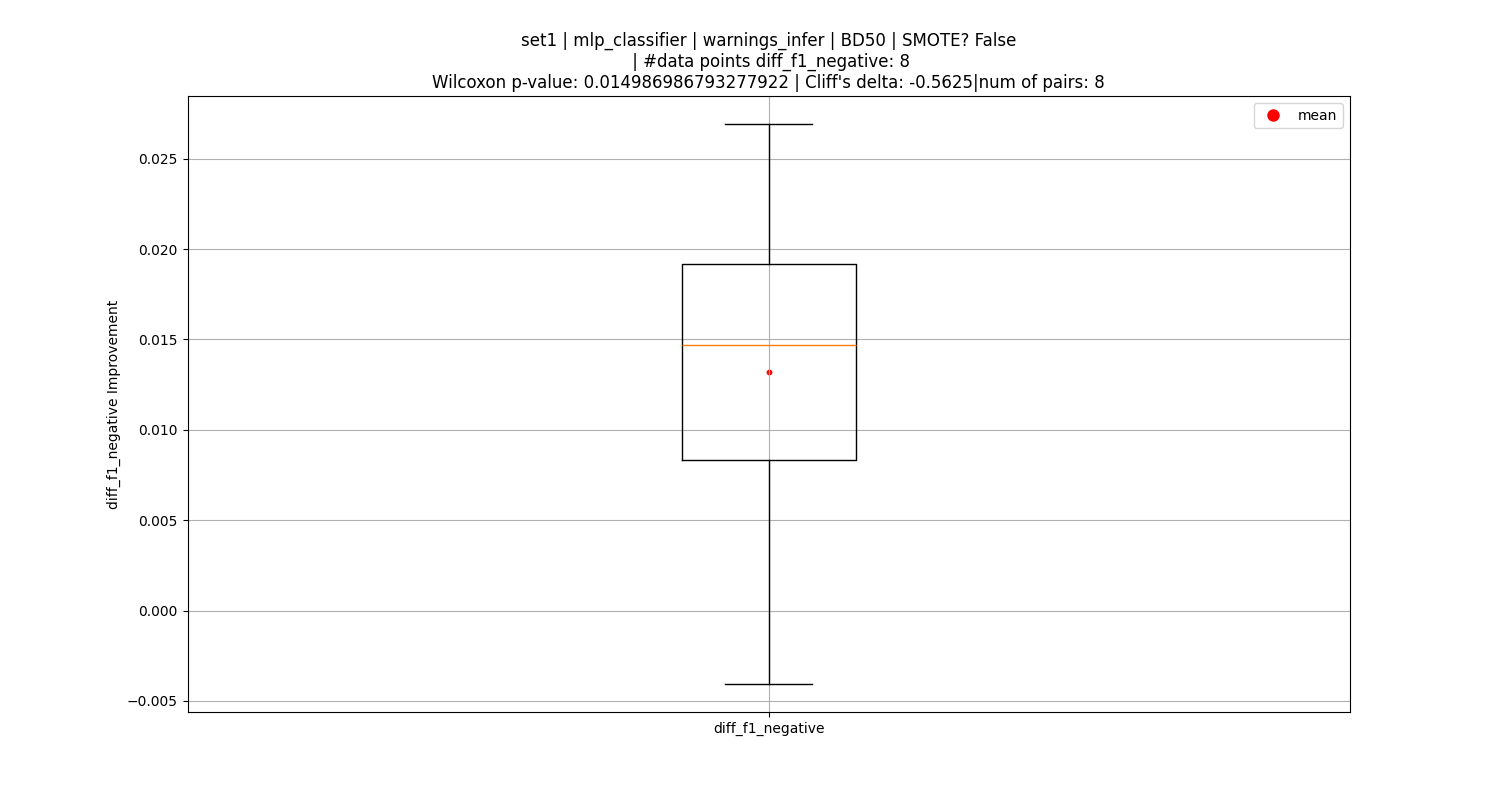 set1 | mlp_classifier | warnings_infer | BD50 | SMOTE? False
| #data points diff_f1_negative: 8
Wilcoxon p-value: 0.014986986793277922 | Cliff's delta: -0.5625|num of pairs: 8
mean
0.025
0.020
0.015
0.010
0.005
0.000
−0.005
diff_f1_negative Improvement
diff_f1_negative